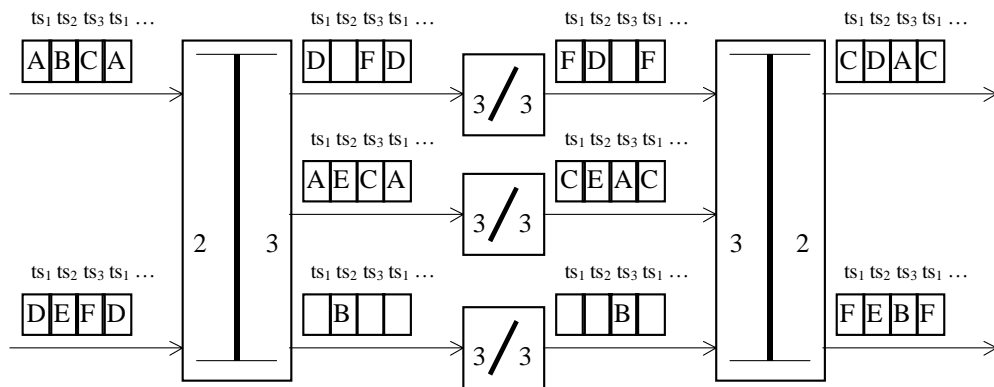 ts₁ ts₂ ts₃ ts₁ … ts₁ ts₂ ts₃ ts₁ … ts₁ ts₂ ts₃ ts₁ … ts₁ ts₂ ts₃ ts₁ …
A B C A D F D F D F C D A C
3 3
ts₁ ts₂ ts₃ ts₁ … ts₁ ts₂ ts₃ ts₁ …
A E C A C E A C
3 3
2 3 3 2
ts₁ ts₂ ts₃ ts₁ … ts₁ ts₂ ts₃ ts₁ … ts₁ ts₂ ts₃ ts₁ … ts₁ ts₂ ts₃ ts₁ …
D E F D B B F E B F
3 3